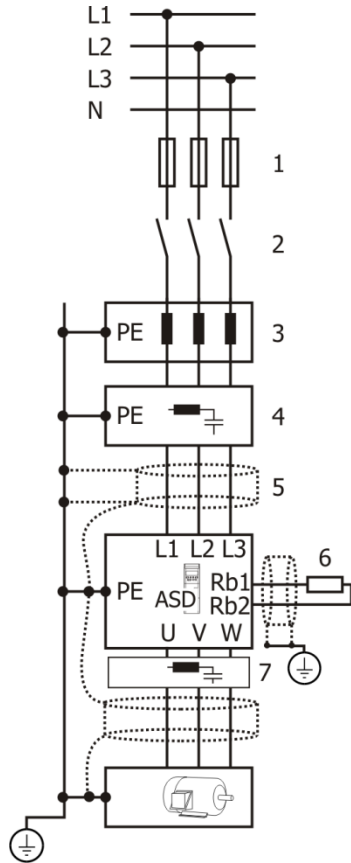 L1
L2
L3
N
1
2
PE 3
PE 4
5
L1 L2 L3 6
Rb1
PE ASD Rb2
U V W
7